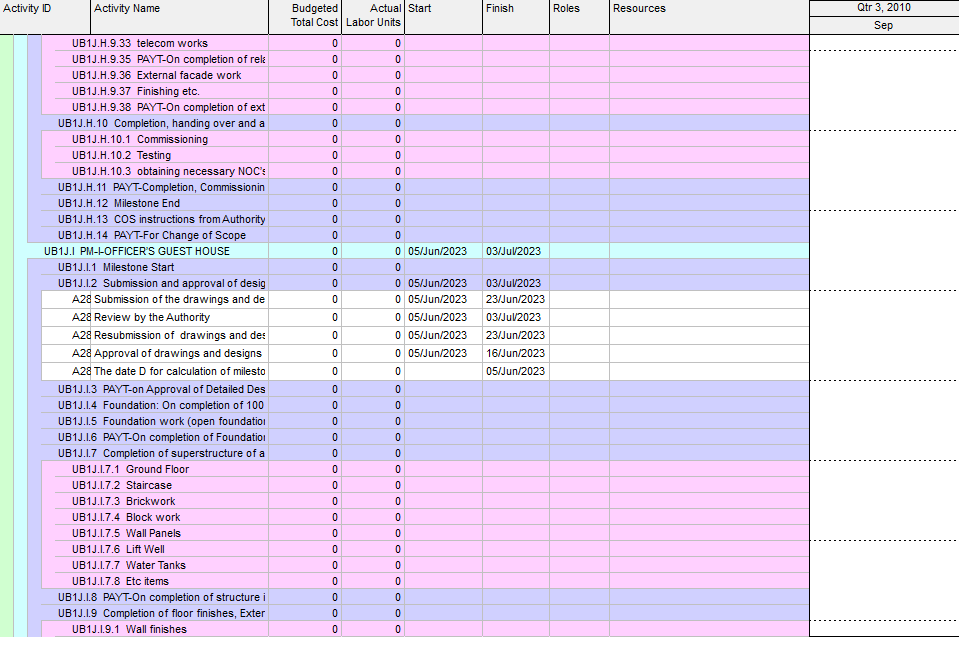 Activity ID Activity Name Budgeted Total Cost Actual Labor Units Start Finish Roles Resources Qtr 3, 2010
Sep
UB1J.H.9.33 telecom works 0 0
UB1J.H.9.35 PAYT-On completion of rela 0 0
UB1J.H.9.36 External facade work 0 0
UB1J.H.9.37 Finishing etc. 0 0
UB1J.H.9.38 PAYT-On completion of ext 0 0
UB1J.H.10 Completion, handing over and a 0 0
UB1J.H.10.1 Commissioning 0 0
UB1J.H.10.2 Testing 0 0
UB1J.H.10.3 obtaining necessary NOC's 0 0
UB1J.H.11 PAYT-Completion, Commissionin 0 0
UB1J.H.12 Milestone End 0 0
UB1J.H.13 COS instructions from Authority 0 0
UB1J.H.14 PAYT-For Change of Scope 0 0
UB1J.I PM-I-OFFICER'S GUEST HOUSE 0 0 05/Jun/2023 03/Jul/2023
UB1J.I.1 Milestone Start 0 0
UB1J.I.2 Submission and approval of desig 0 0 05/Jun/2023 03/Jul/2023
A28 Submission of the drawings and de 0 0 05/Jun/2023 23/Jun/2023
A28 Review by the Authority 0 0 05/Jun/2023 03/Jul/2023
A28 Resubmission of drawings and des 0 0 05/Jun/2023 23/Jun/2023
A28 Approval of drawings and designs 0 0 05/Jun/2023 16/Jun/2023
A28 The date D for calculation of milesto 0 0 05/Jun/2023
UB1J.I.3 PAYT-on Approval of Detailed Des 0 0
UB1J.I.4 Foundation: On completion of 100 0 0
UB1J.I.5 Foundation work (open foundation 0 0
UB1J.I.6 PAYT-On completion of Foundatio 0 0
UB1J.I.7 Completion of superstructure of a 0 0
UB1J.I.7.1 Ground Floor 0 0
UB1J.I.7.2 Staircase 0 0
UB1J.I.7.3 Brickwork 0 0
UB1J.I.7.4 Block work 0 0
UB1J.I.7.5 Wall Panels 0 0
UB1J.I.7.6 Lift Well 0 0
UB1J.I.7.7 Water Tanks 0 0
UB1J.I.7.8 Etc items 0 0
UB1J.I.8 PAYT-On completion of structure i 0 0
UB1J.I.9 Completion of floor finishes, Exter 0 0
UB1J.I.9.1 Wall finishes 0 0